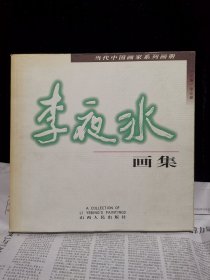 当代中国画家系列画册
李夜冰
画集
A COLLECTION OF
LI YEBING'S PAINTINGS
山西人民出版社